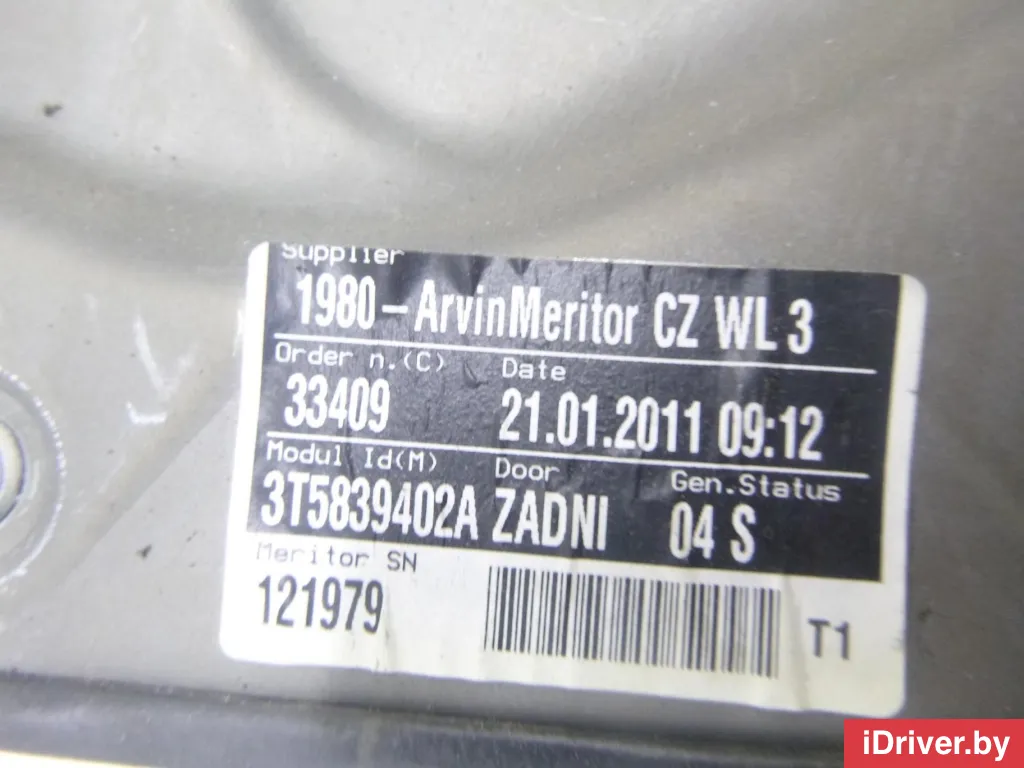 Supplier
1980-ArvinMeritor CZ WL 3
Order n.(C) Date
33409 21.01.2011 09:12
Modul Id(M) Door Gen.Status
3T5839402A ZADNI 04 S
Meritor SN
121979 T1
iDriver.by